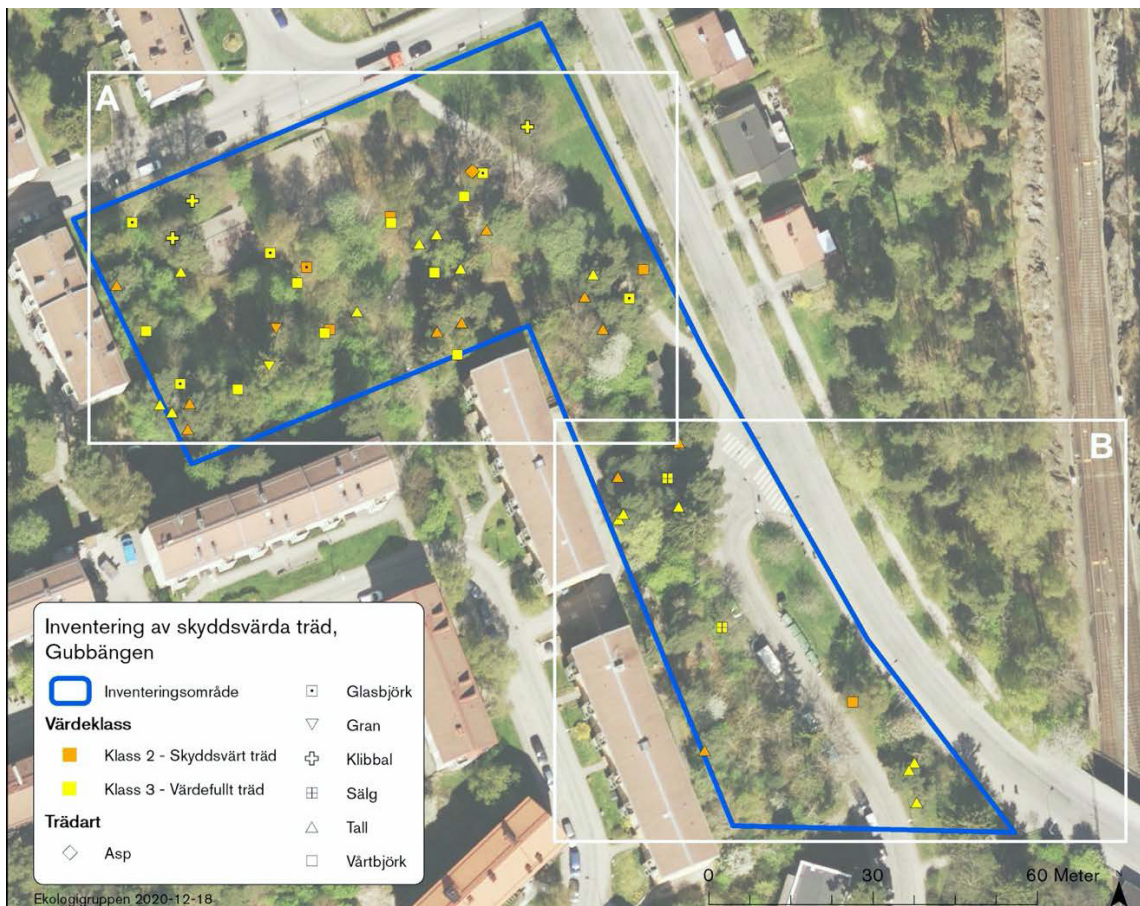 A
B
Inventering av skyddsvärda träd,
Gubbängen
Inventeringsområde
Värdeklass
Klass 2 - Skyddsvärt träd
Klass 3 - Värdefullt träd
Trädart
Asp
Glasbjörk
Gran
Klibbal
Sälg
Tall
Vårtbjörk
0 30 60 Meter
Ekologigruppen 2020-12-18